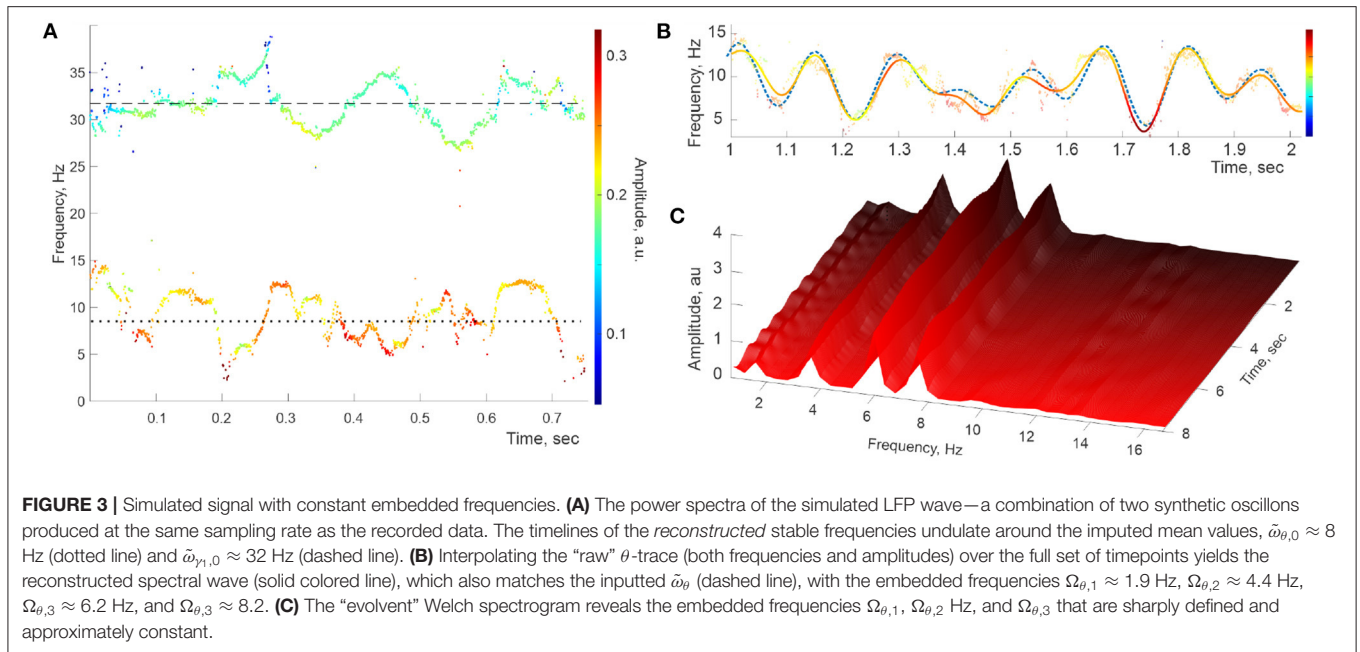 A
35
30
25
20
15
10
5
0
Frequency, Hz
0.1
0.2
0.3
0.4
0.5
0.6
0.7
Time, sec
0.3
0.2
0.1
Amplitude, a.u.
B
15
10
5
Frequency, Hz
1
1.1
1.2
1.3
1.4
1.5
1.6
1.7
1.8
1.9
2
Time, sec
C
4
3
2
1
0
Amplitude, au
2
4
6
8
10
12
14
16
Frequency, Hz
2
4
6
8
Time, sec
FIGURE 3 | Simulated signal with constant embedded frequencies. (A) The power spectra of the simulated LFP wave—a combination of two synthetic oscillons
produced at the same sampling rate as the recorded data. The timelines of the reconstructed stable frequencies undulate around the imputed mean values, ω̃θ,0 ≈ 8
Hz (dotted line) and ω̃γ1,0 ≈ 32 Hz (dashed line). (B) Interpolating the “raw” θ-trace (both frequencies and amplitudes) over the full set of timepoints yields the
reconstructed spectral wave (solid colored line), which also matches the inputted ω̃θ (dashed line), with the embedded frequencies Ωθ,1 ≈ 1.9 Hz, Ωθ,2 ≈ 4.4 Hz,
Ωθ,3 ≈ 6.2 Hz, and Ωθ,3 ≈ 8.2. (C) The “evolvent” Welch spectrogram reveals the embedded frequencies Ωθ,1, Ωθ,2 Hz, and Ωθ,3 that are sharply defined and
approximately constant.